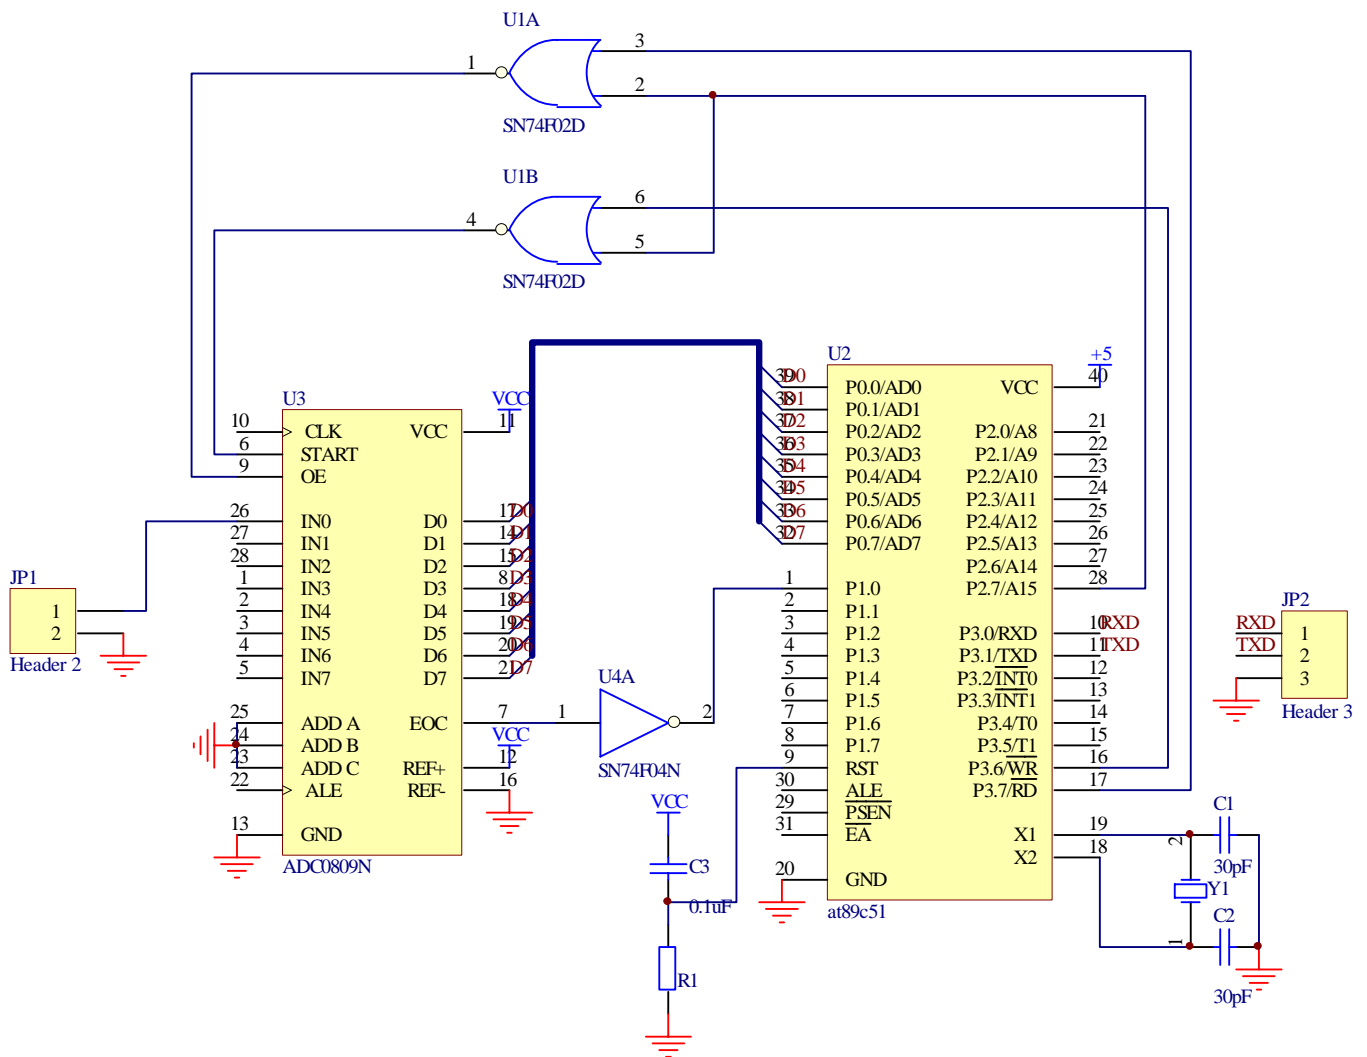 U1A
1
3
2
SN74F02D
U1B
4
6
5
SN74F02D
U3
10 CLK
6 START
9 OE
26 IN0
27 IN1
28 IN2
1 IN3
2 IN4
3 IN5
4 IN6
5 IN7
25 ADD A
24 ADD B
23 ADD C
22 ALE
13 GND
VCC 11 VCC
D0 17 D0
D1 14 D1
D2 15 D2
D3 8 D3
D4 18 D4
D5 19 D5
D6 20 D6
D7 21 D7
EOC 7
VCC
REF+ 12
REF- 16
ADC0809N
JP1
1
2
Header 2
U4A
1
2
SN74F04N
VCC
C3
0.1uF
R1
U2
39 D0 P0.0/AD0
38 D1 P0.1/AD1
37 D2 P0.2/AD2
36 D3 P0.3/AD3
35 D4 P0.4/AD4
34 D5 P0.5/AD5
33 D6 P0.6/AD6
32 D7 P0.7/AD7
1 P1.0
2 P1.1
3 P1.2
4 P1.3
5 P1.4
6 P1.5
7 P1.6
8 P1.7
9 RST
30 ALE
29 PSEN
31 EA
20 GND
+5
VCC 40
P2.0/A8 21
P2.1/A9 22
P2.2/A10 23
P2.3/A11 24
P2.4/A12 25
P2.5/A13 26
P2.6/A14 27
P2.7/A15 28
P3.0/RXD 10 RXD
P3.1/TXD 11 TXD
P3.2/INT0 12
P3.3/INT1 13
P3.4/T0 14
P3.5/T1 15
P3.6/WR 16
P3.7/RD 17
X1 19
X2 18
at89c51
JP2
RXD 1
TXD 2
3
Header 3
C1
30pF
2
Y1
1
C2
30pF